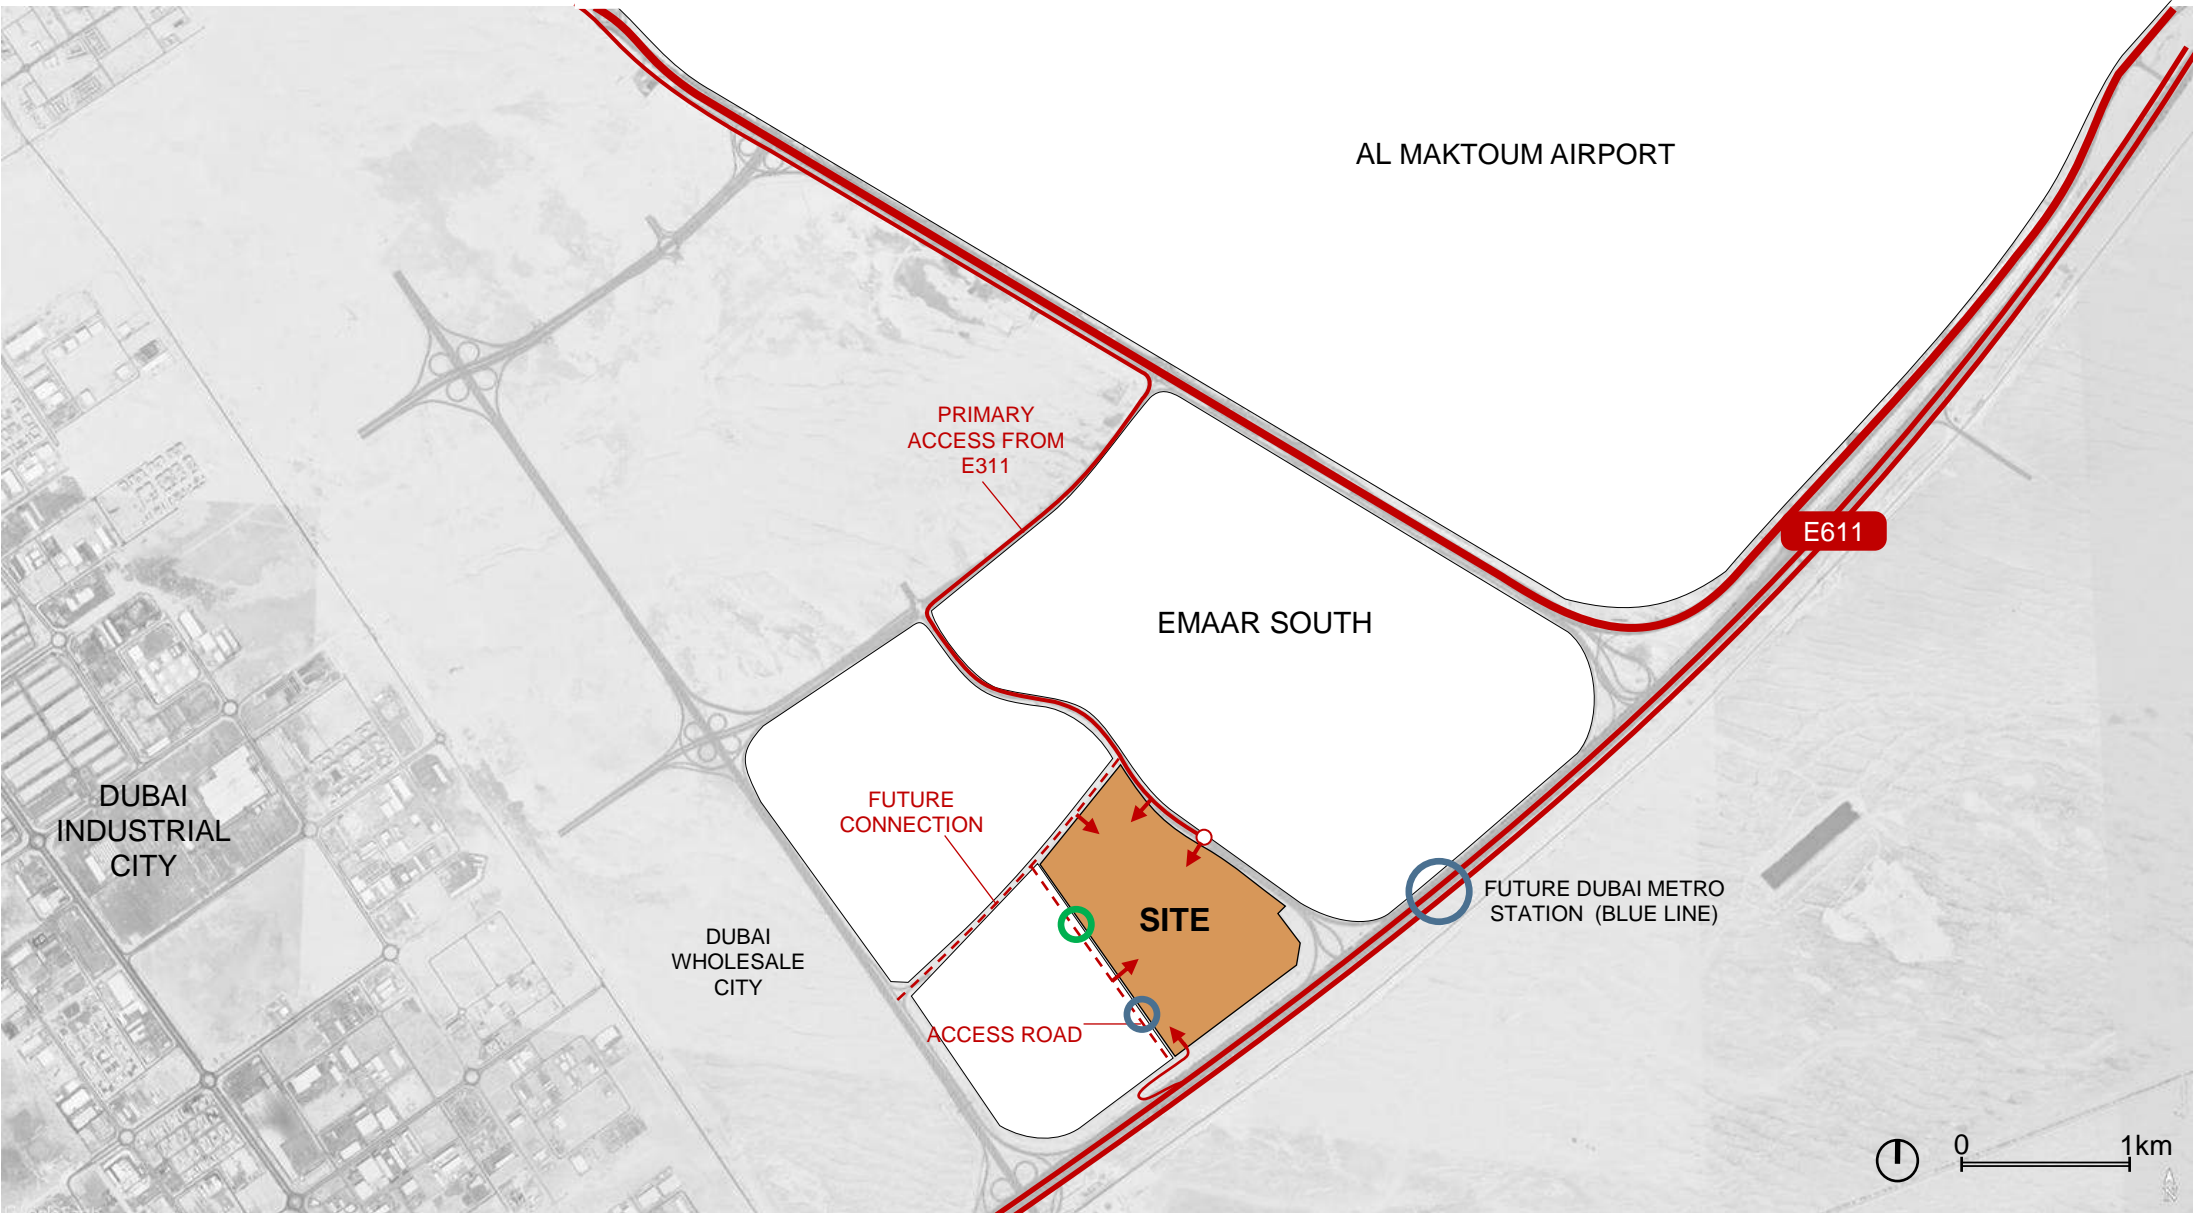 AL MAKTOUM AIRPORT
PRIMARY
ACCESS FROM
E311
E611
EMAAR SOUTH
FUTURE
CONNECTION
DUBAI
INDUSTRIAL
CITY
SITE
FUTURE DUBAI METRO
STATION (BLUE LINE)
DUBAI
WHOLESALE
CITY
ACCESS ROAD
0
1km
N